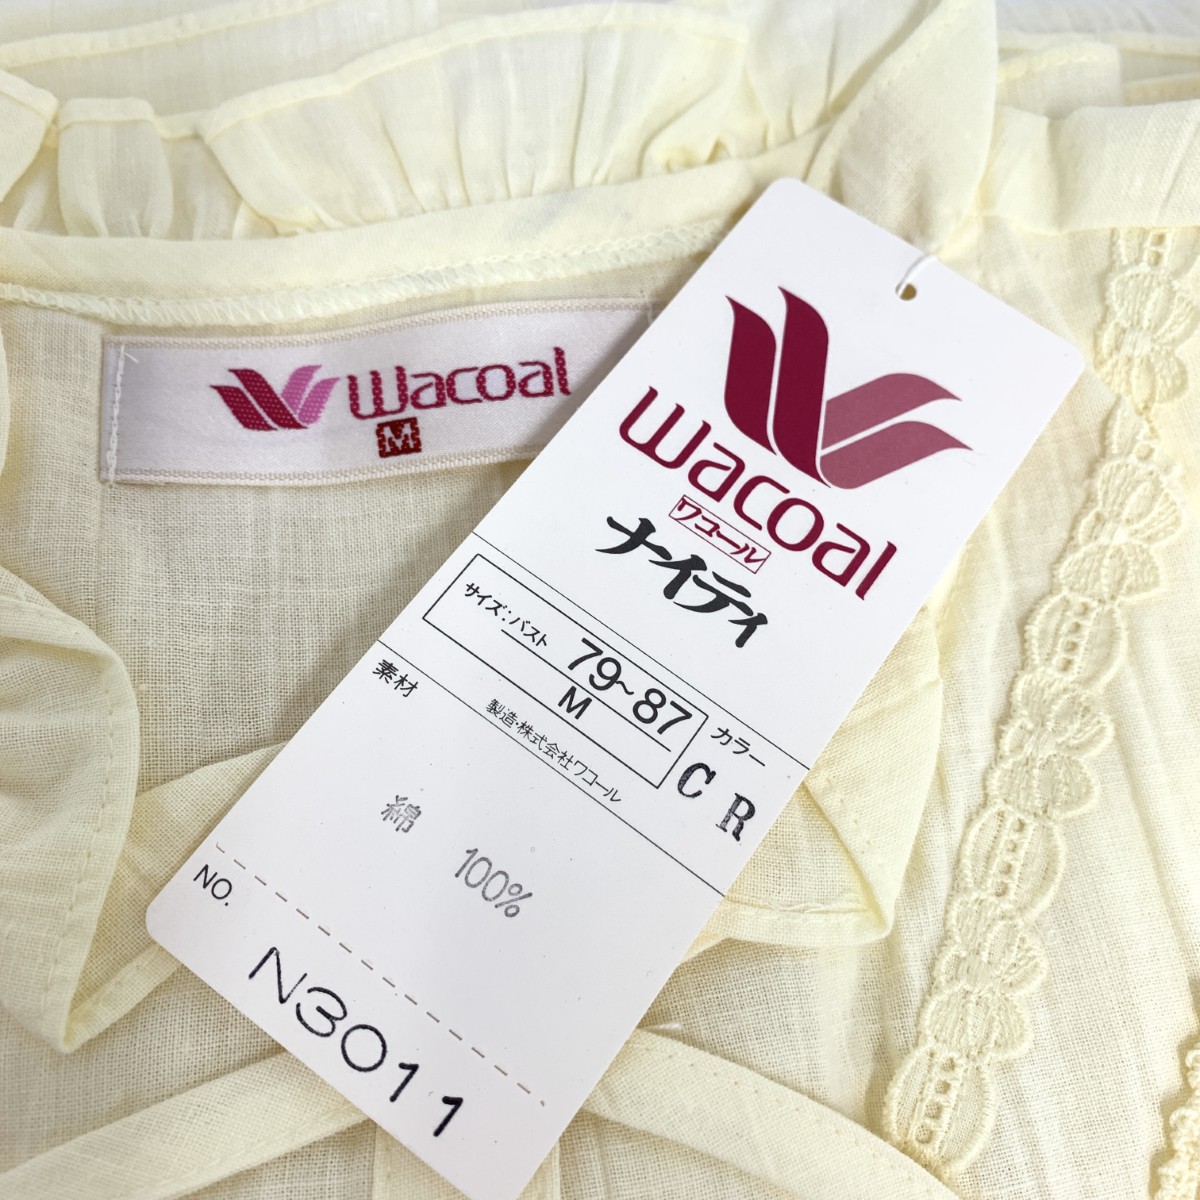 Wacoal
M
Wacoal
ワコール
ナイティ
サイズ:バスト 79~87
M
カラー
C R
素材
製造・株式会社ワコール
綿 100%
NO.
N3011